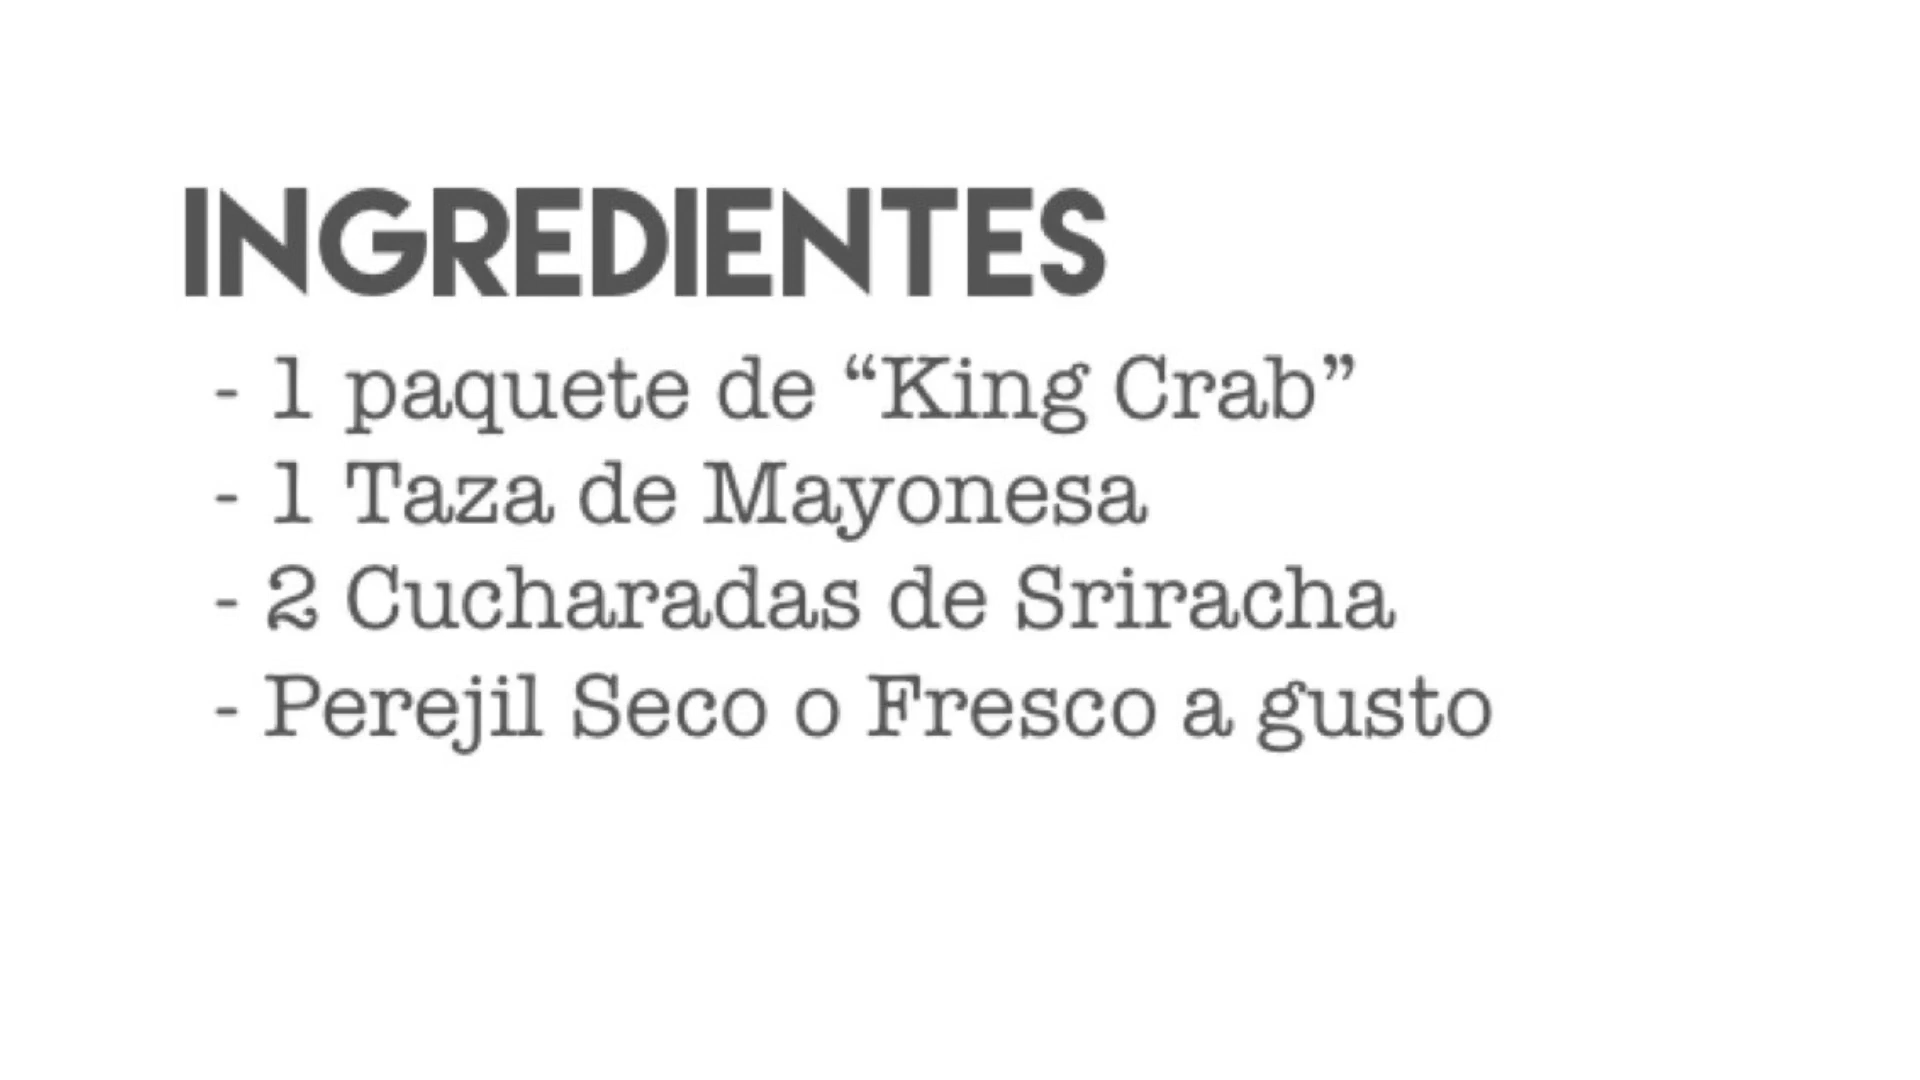 INGREDIENTES
- 1 paquete de “King Crab”
- 1 Taza de Mayonesa
- 2 Cucharadas de Sriracha
- Perejil Seco o Fresco a gusto